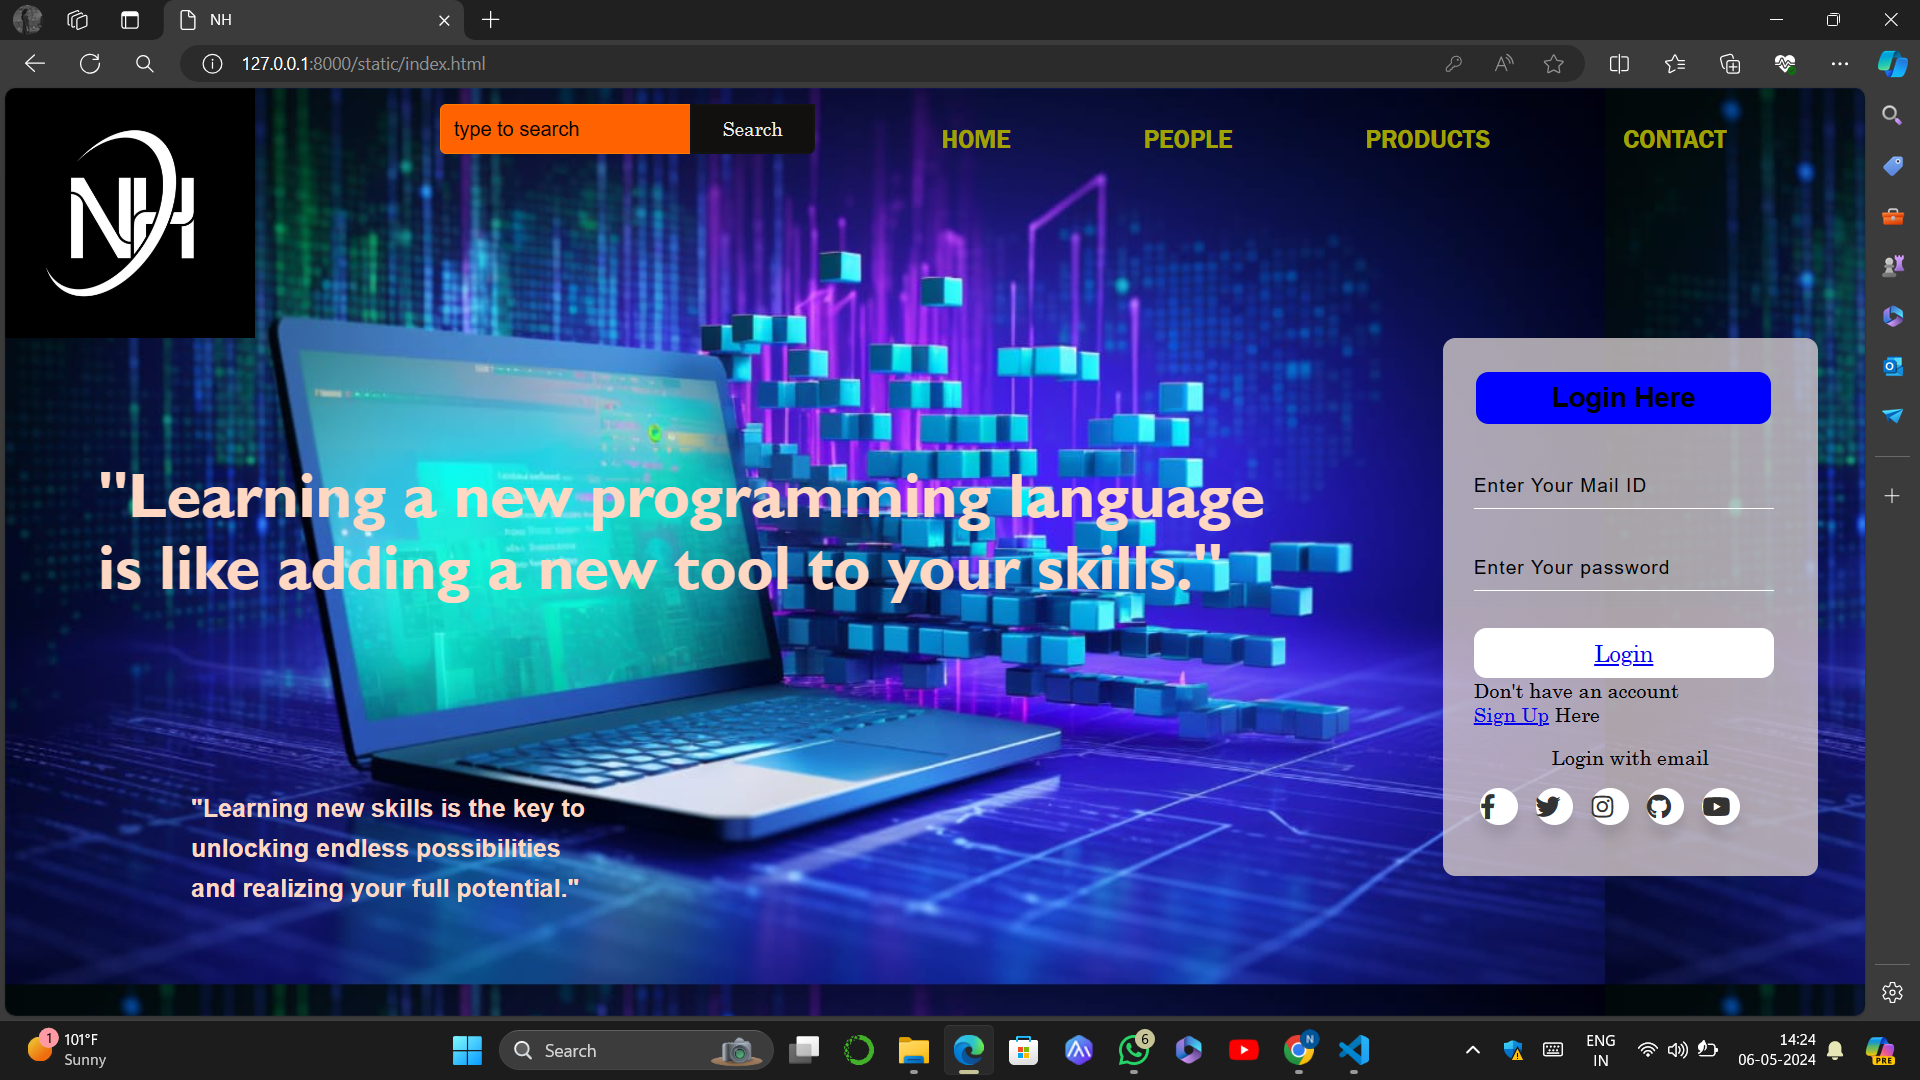 NH
127.0.0.1:8000/static/index.html
NH
type to search
Search
HOME
PEOPLE
PRODUCTS
CONTACT
"Learning a new programming language
is like adding a new tool to your skills."
"Learning new skills is the key to
unlocking endless possibilities
and realizing your full potential."
Login Here
Enter Your Mail ID
Enter Your password
Login
Don't have an account
Sign Up Here
Login with email
1
101°F
Sunny
Search
6
N
ENG
IN
14:24
06-05-2024
PRE